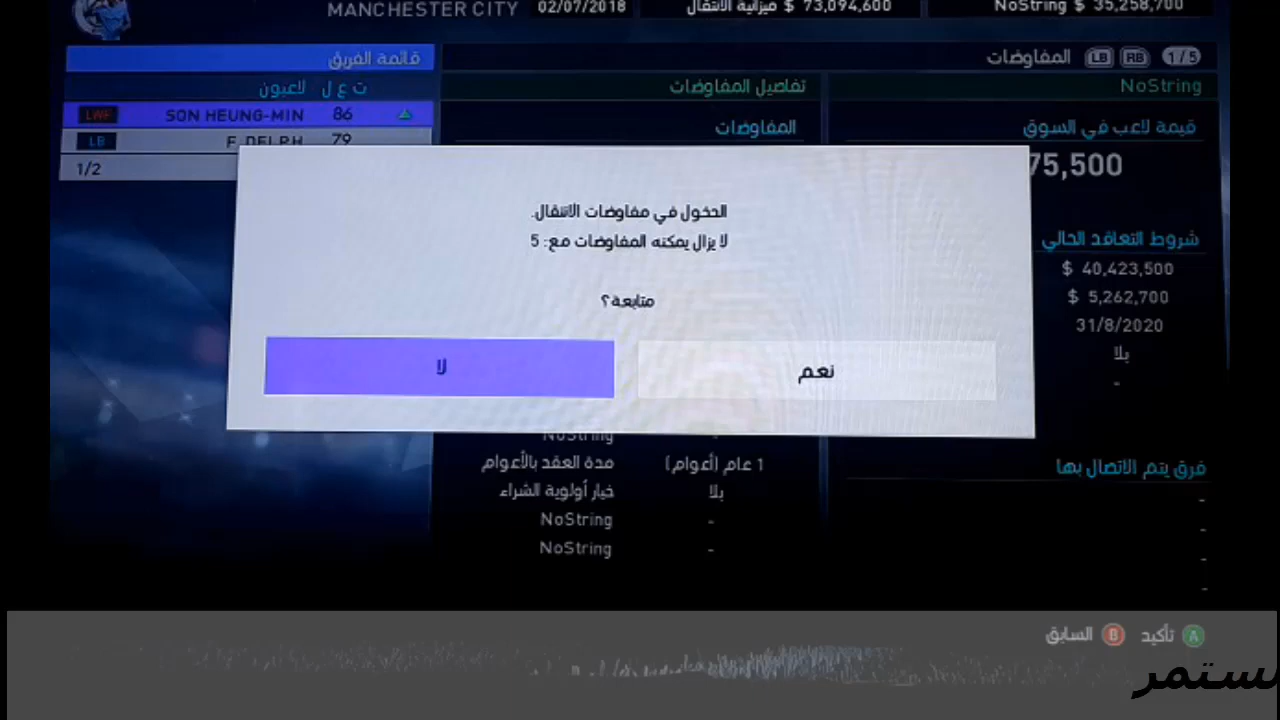 MANCHESTER CITY
02/07/2018
ميزانية الانتقال $ 73,094,600
NoString $ 35,258,700
قائمة الفريق
المفاوضات LB RB 1/5
لاعبون ت ع ل
تفاصيل المفاوضات
NoString
LWF SON HEUNG-MIN 86
المفاوضات
قيمة لاعب في السوق
LB F. DELPH 79
1/2
75,500
الدخول في مفاوضات الانتقال.
لا يزال يمكنه المفاوضات مع: 5
متابعة؟
لا
نعم
شروط التعاقد الحالي
$ 40,423,500
$ 5,262,700
31/8/2020
بلا
-
NoString -
مدة العقد بالأعوام 1 عام (أعوام)
خيار أولوية الشراء بلا
NoString -
NoString -
فرق يتم الاتصال بها
-
-
-
-
A تأكيد B السابق